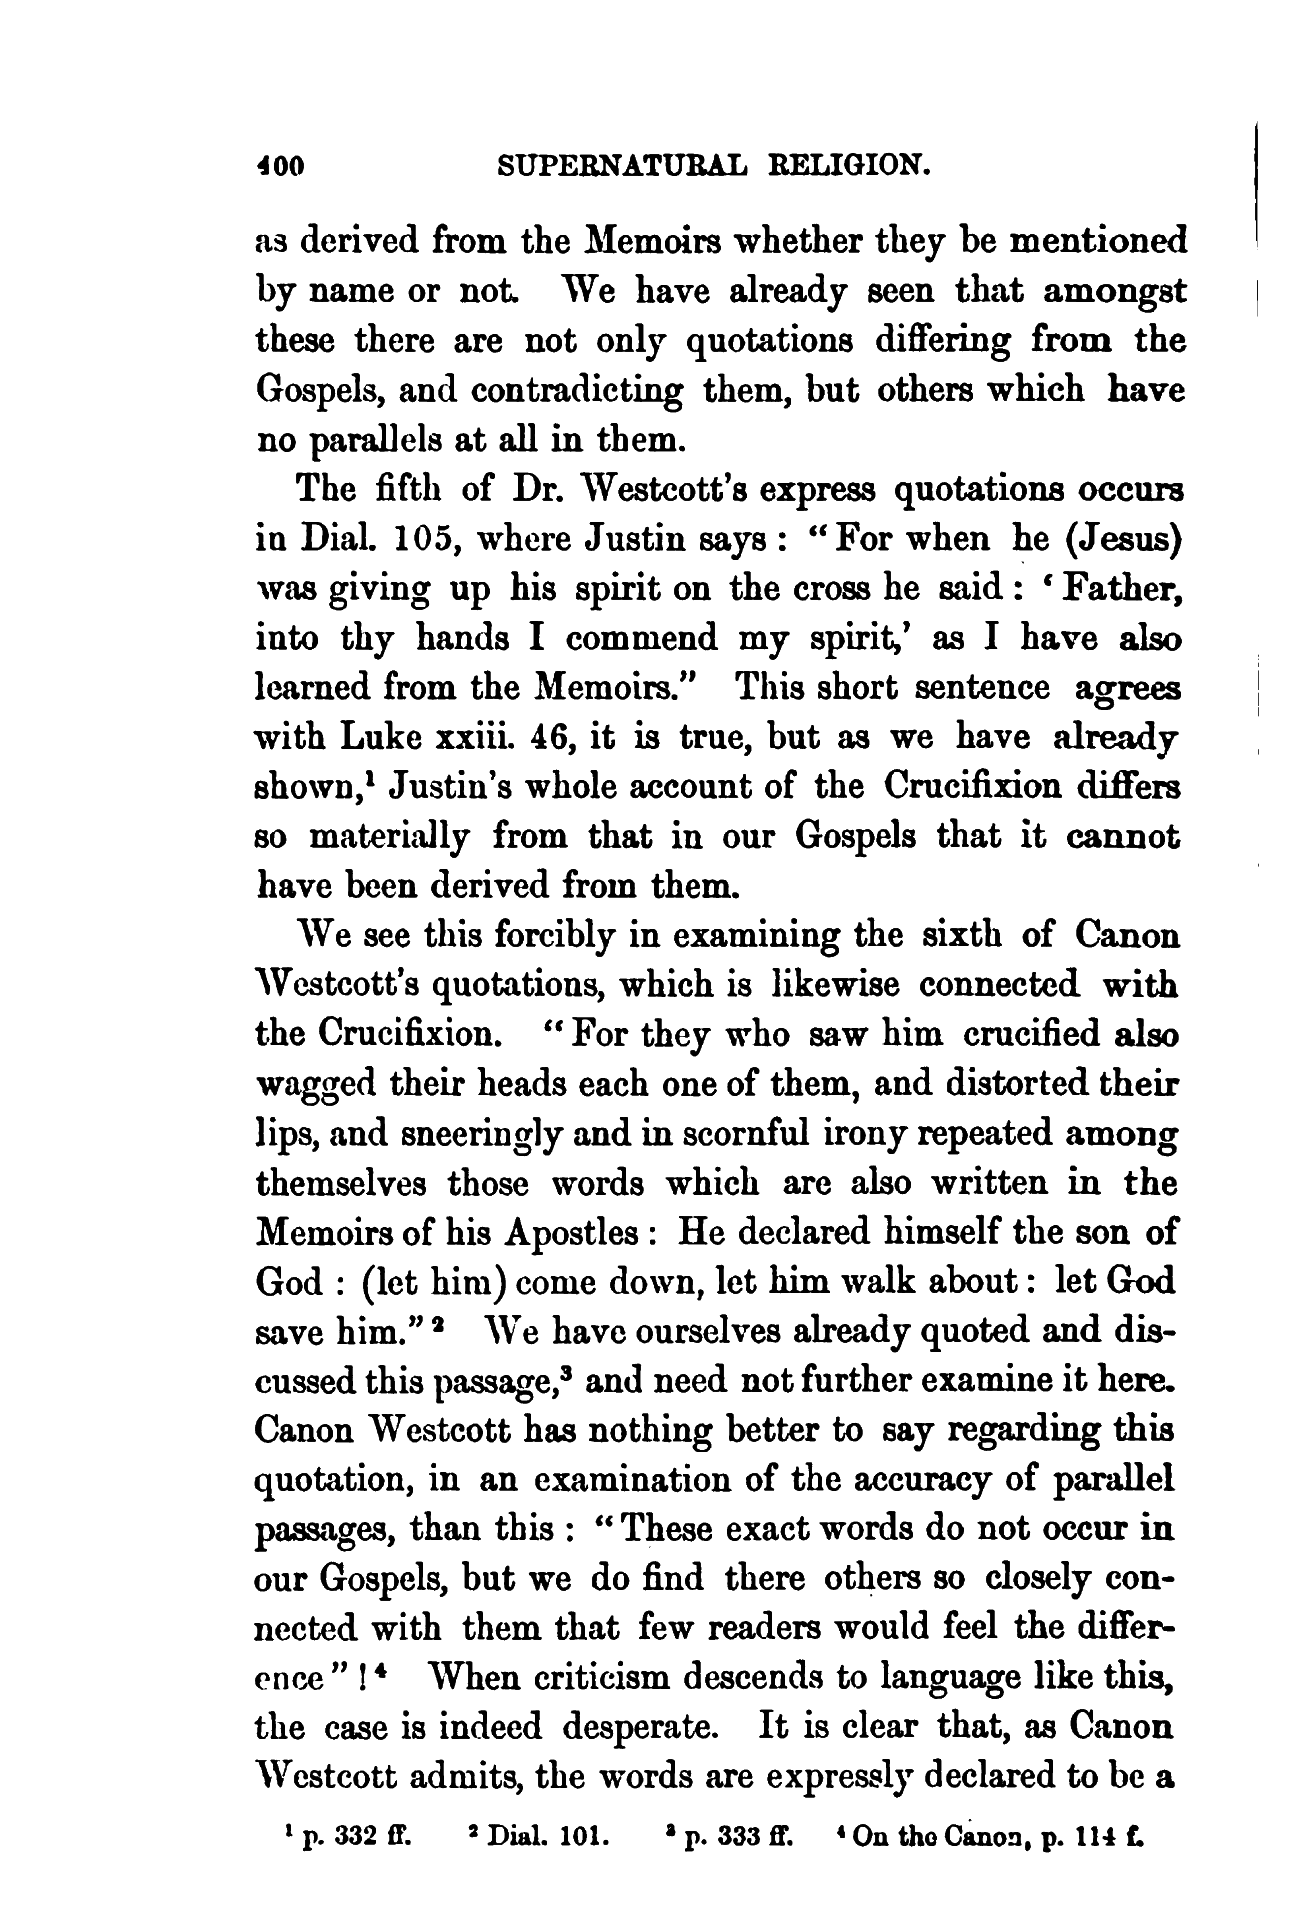 400 SUPERNATURAL RELIGION.
as derived from the Memoirs whether they be mentioned
by name or not. We have already seen that amongst
these there are not only quotations differing from the
Gospels, and contradicting them, but others which have
no parallels at all in them.
The fifth of Dr. Westcott's express quotations occurs
in Dial. 105, where Justin says : “ For when he (Jesus)
was giving up his spirit on the cross he said : ‘ Father,
into thy hands I commend my spirit,’ as I have also
learned from the Memoirs.” This short sentence agrees
with Luke xxiii. 46, it is true, but as we have already
shown,¹ Justin's whole account of the Crucifixion differs
so materially from that in our Gospels that it cannot
have been derived from them.
We see this forcibly in examining the sixth of Canon
Westcott's quotations, which is likewise connected with
the Crucifixion. “ For they who saw him crucified also
wagged their heads each one of them, and distorted their
lips, and sneeringly and in scornful irony repeated among
themselves those words which are also written in the
Memoirs of his Apostles : He declared himself the son of
God : (let him) come down, let him walk about : let God
save him.” ² We have ourselves already quoted and dis-
cussed this passage,³ and need not further examine it here.
Canon Westcott has nothing better to say regarding this
quotation, in an examination of the accuracy of parallel
passages, than this : “ These exact words do not occur in
our Gospels, but we do find there others so closely con-
nected with them that few readers would feel the differ-
ence ” ! ⁴ When criticism descends to language like this,
the case is indeed desperate. It is clear that, as Canon
Westcott admits, the words are expressly declared to be a
¹ p. 332 ff. ² Dial. 101. ³ p. 333 ff. ⁴ On the Canon, p. 114 f.